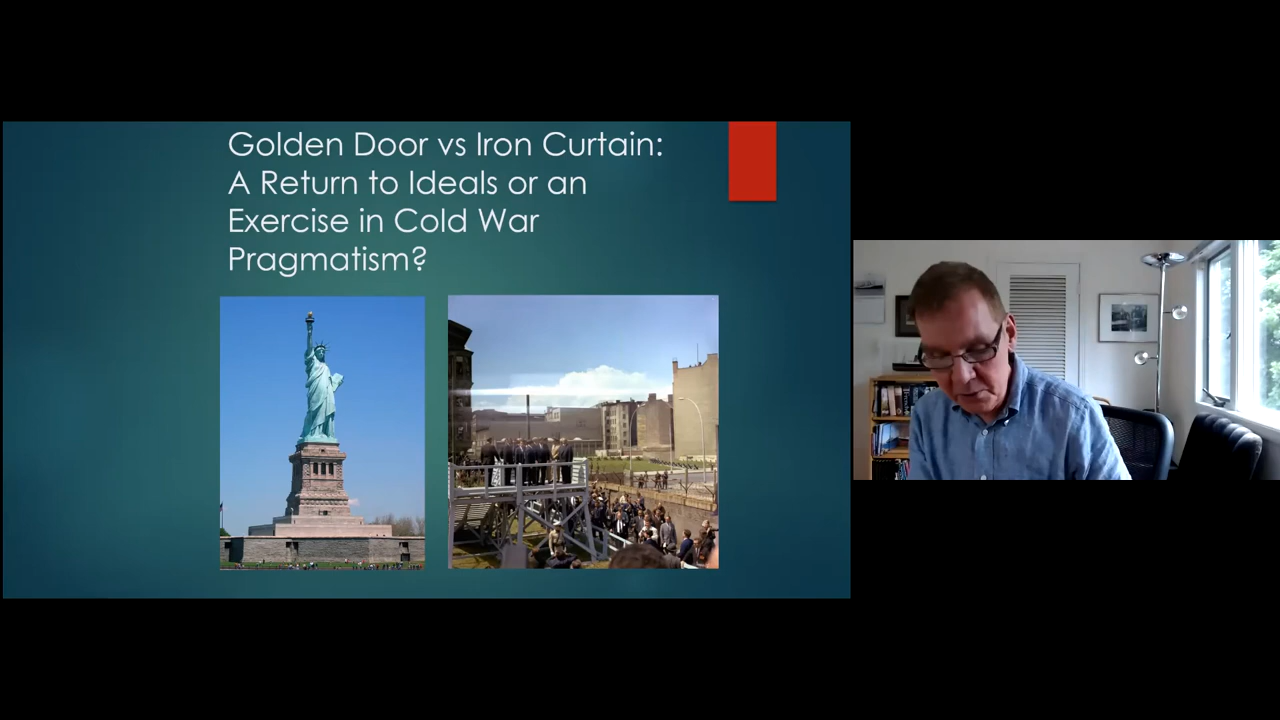 Golden Door vs Iron Curtain:
A Return to Ideals or an
Exercise in Cold War
Pragmatism?